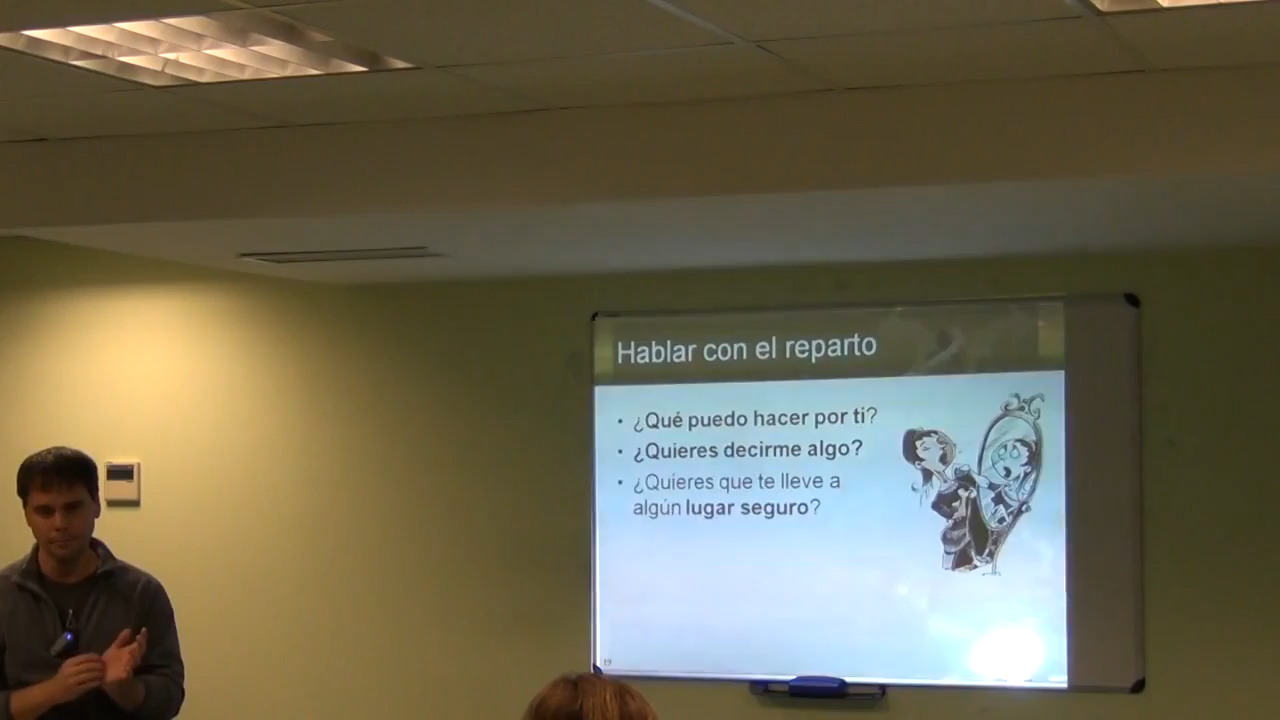 Hablar con el reparto
• ¿Qué puedo hacer por ti?
• ¿Quieres decirme algo?
• ¿Quieres que te lleve a
algún lugar seguro?
19